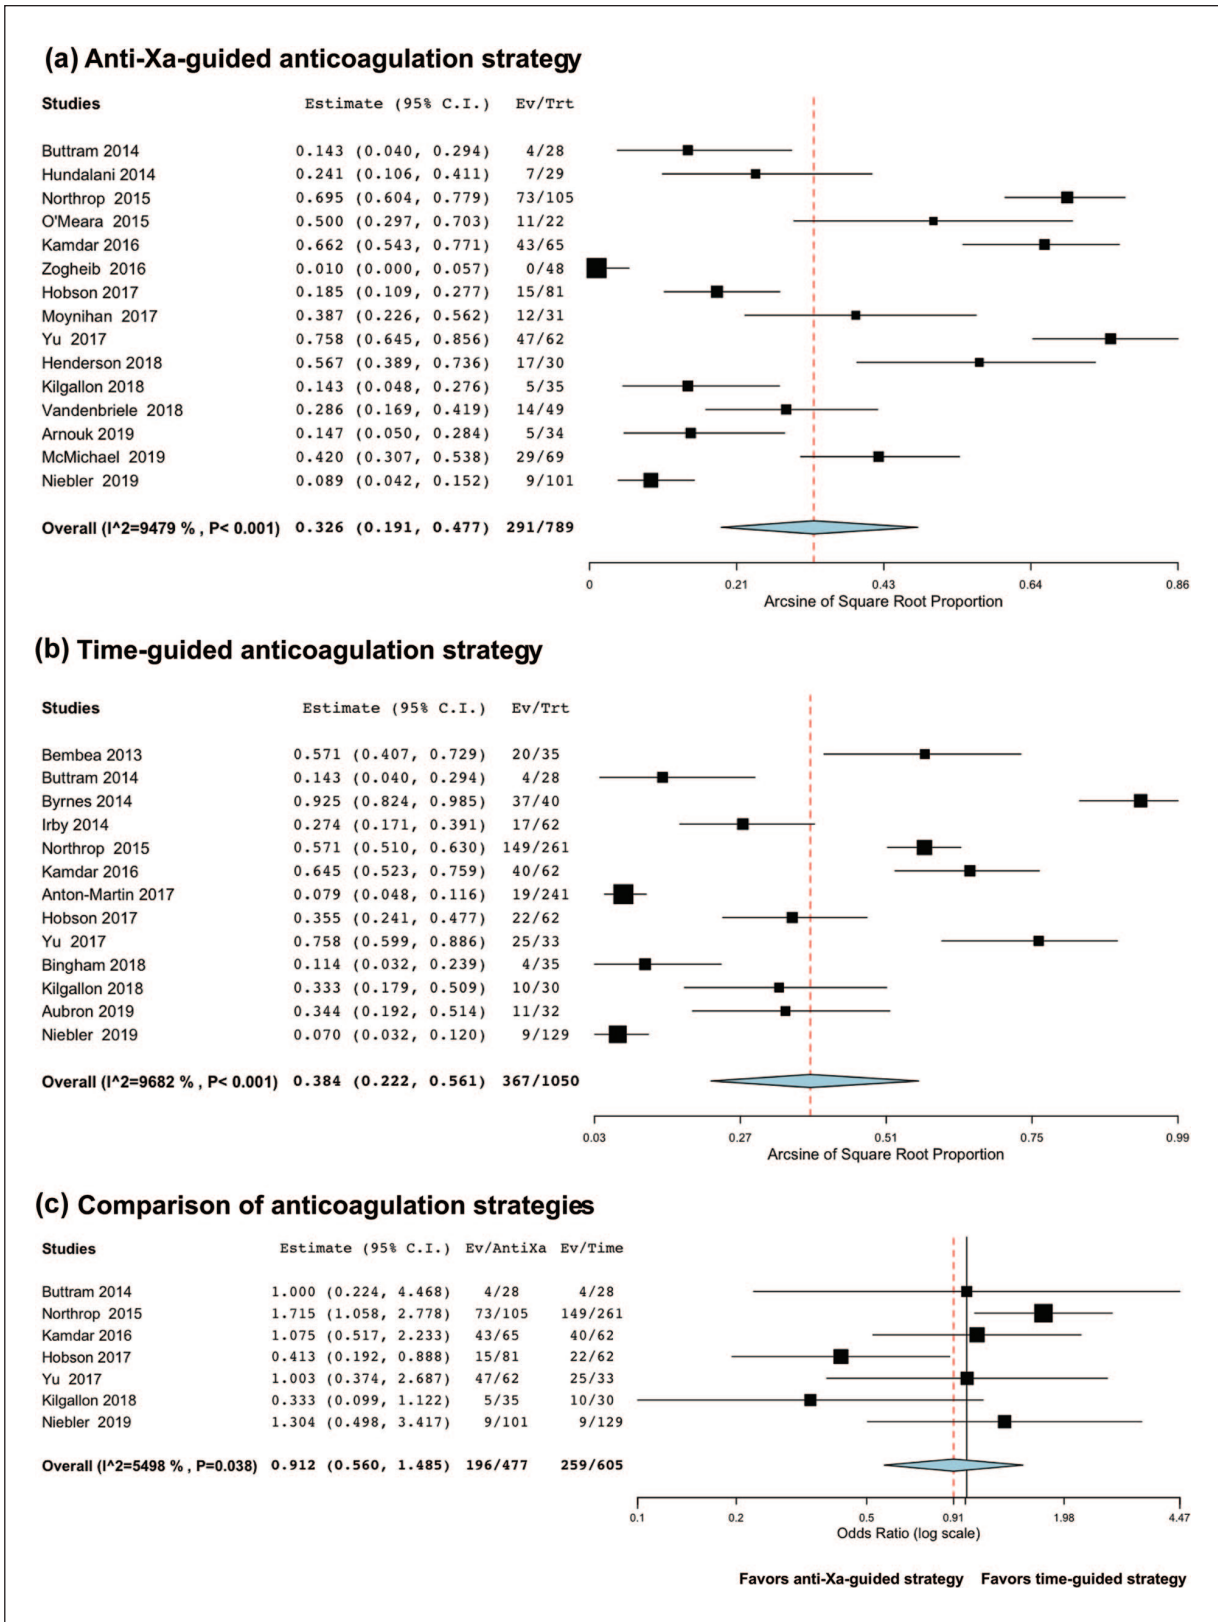 (a) Anti-Xa-guided anticoagulation strategy
Studies Estimate (95% C.I.) Ev/Trt
Buttram 2014 0.143 (0.040, 0.294) 4/28
Hundalani 2014 0.241 (0.106, 0.411) 7/29
Northrop 2015 0.695 (0.604, 0.779) 73/105
O'Meara 2015 0.500 (0.297, 0.703) 11/22
Kamdar 2016 0.662 (0.543, 0.771) 43/65
Zogheib 2016 0.010 (0.000, 0.057) 0/48
Hobson 2017 0.185 (0.109, 0.277) 15/81
Moynihan 2017 0.387 (0.226, 0.562) 12/31
Yu 2017 0.758 (0.645, 0.856) 47/62
Henderson 2018 0.567 (0.389, 0.736) 17/30
Kilgallon 2018 0.143 (0.048, 0.276) 5/35
Vandenbriele 2018 0.286 (0.169, 0.419) 14/49
Arnouk 2019 0.147 (0.050, 0.284) 5/34
McMichael 2019 0.420 (0.307, 0.538) 29/69
Niebler 2019 0.089 (0.042, 0.152) 9/101
Overall (I^2=9479 % , P< 0.001) 0.326 (0.191, 0.477) 291/789
0 0.21 0.43 0.64 0.86
Arcsine of Square Root Proportion
(b) Time-guided anticoagulation strategy
Studies Estimate (95% C.I.) Ev/Trt
Bembea 2013 0.571 (0.407, 0.729) 20/35
Buttram 2014 0.143 (0.040, 0.294) 4/28
Byrnes 2014 0.925 (0.824, 0.985) 37/40
Irby 2014 0.274 (0.171, 0.391) 17/62
Northrop 2015 0.571 (0.510, 0.630) 149/261
Kamdar 2016 0.645 (0.523, 0.759) 40/62
Anton-Martin 2017 0.079 (0.048, 0.116) 19/241
Hobson 2017 0.355 (0.241, 0.477) 22/62
Yu 2017 0.758 (0.599, 0.886) 25/33
Bingham 2018 0.114 (0.032, 0.239) 4/35
Kilgallon 2018 0.333 (0.179, 0.509) 10/30
Aubron 2019 0.344 (0.192, 0.514) 11/32
Niebler 2019 0.070 (0.032, 0.120) 9/129
Overall (I^2=9682 % , P< 0.001) 0.384 (0.222, 0.561) 367/1050
0.03 0.27 0.51 0.75 0.99
Arcsine of Square Root Proportion
(c) Comparison of anticoagulation strategies
Studies Estimate (95% C.I.) Ev/AntiXa Ev/Time
Buttram 2014 1.000 (0.224, 4.468) 4/28 4/28
Northrop 2015 1.715 (1.058, 2.778) 73/105 149/261
Kamdar 2016 1.075 (0.517, 2.233) 43/65 40/62
Hobson 2017 0.413 (0.192, 0.888) 15/81 22/62
Yu 2017 1.003 (0.374, 2.687) 47/62 25/33
Kilgallon 2018 0.333 (0.099, 1.122) 5/35 10/30
Niebler 2019 1.304 (0.498, 3.417) 9/101 9/129
Overall (I^2=5498 % , P=0.038) 0.912 (0.560, 1.485) 196/477 259/605
0.1 0.2 0.5 0.91 1.98 4.47
Odds Ratio (log scale)
Favors anti-Xa-guided strategy Favors time-guided strategy